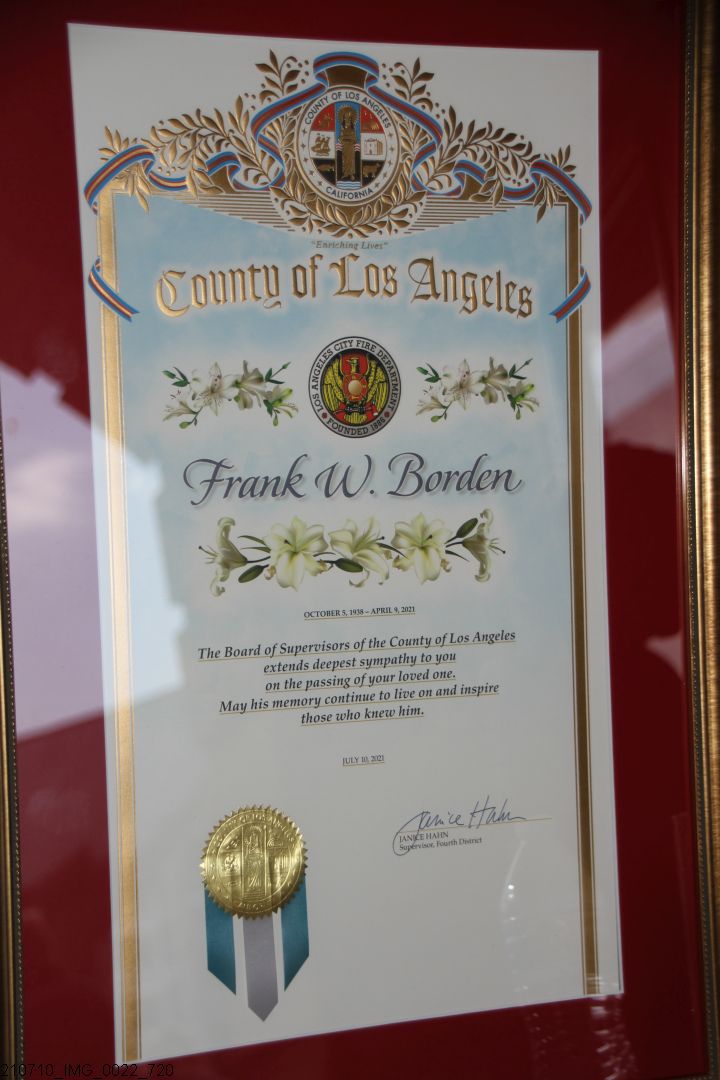 COUNTY OF LOS ANGELES
CALIFORNIA
"Enriching Lives"
County of Los Angeles
LOS ANGELES CITY FIRE DEPARTMENT
FOUNDED 1886
Frank W. Borden
OCTOBER 5, 1938 – APRIL 9, 2021
The Board of Supervisors of the County of Los Angeles
extends deepest sympathy to you
on the passing of your loved one.
May his memory continue to live on and inspire
those who knew him.
JULY 10, 2021
Janice Hahn
JANICE HAHN
Supervisor, Fourth District
210710_IMG_0022_720